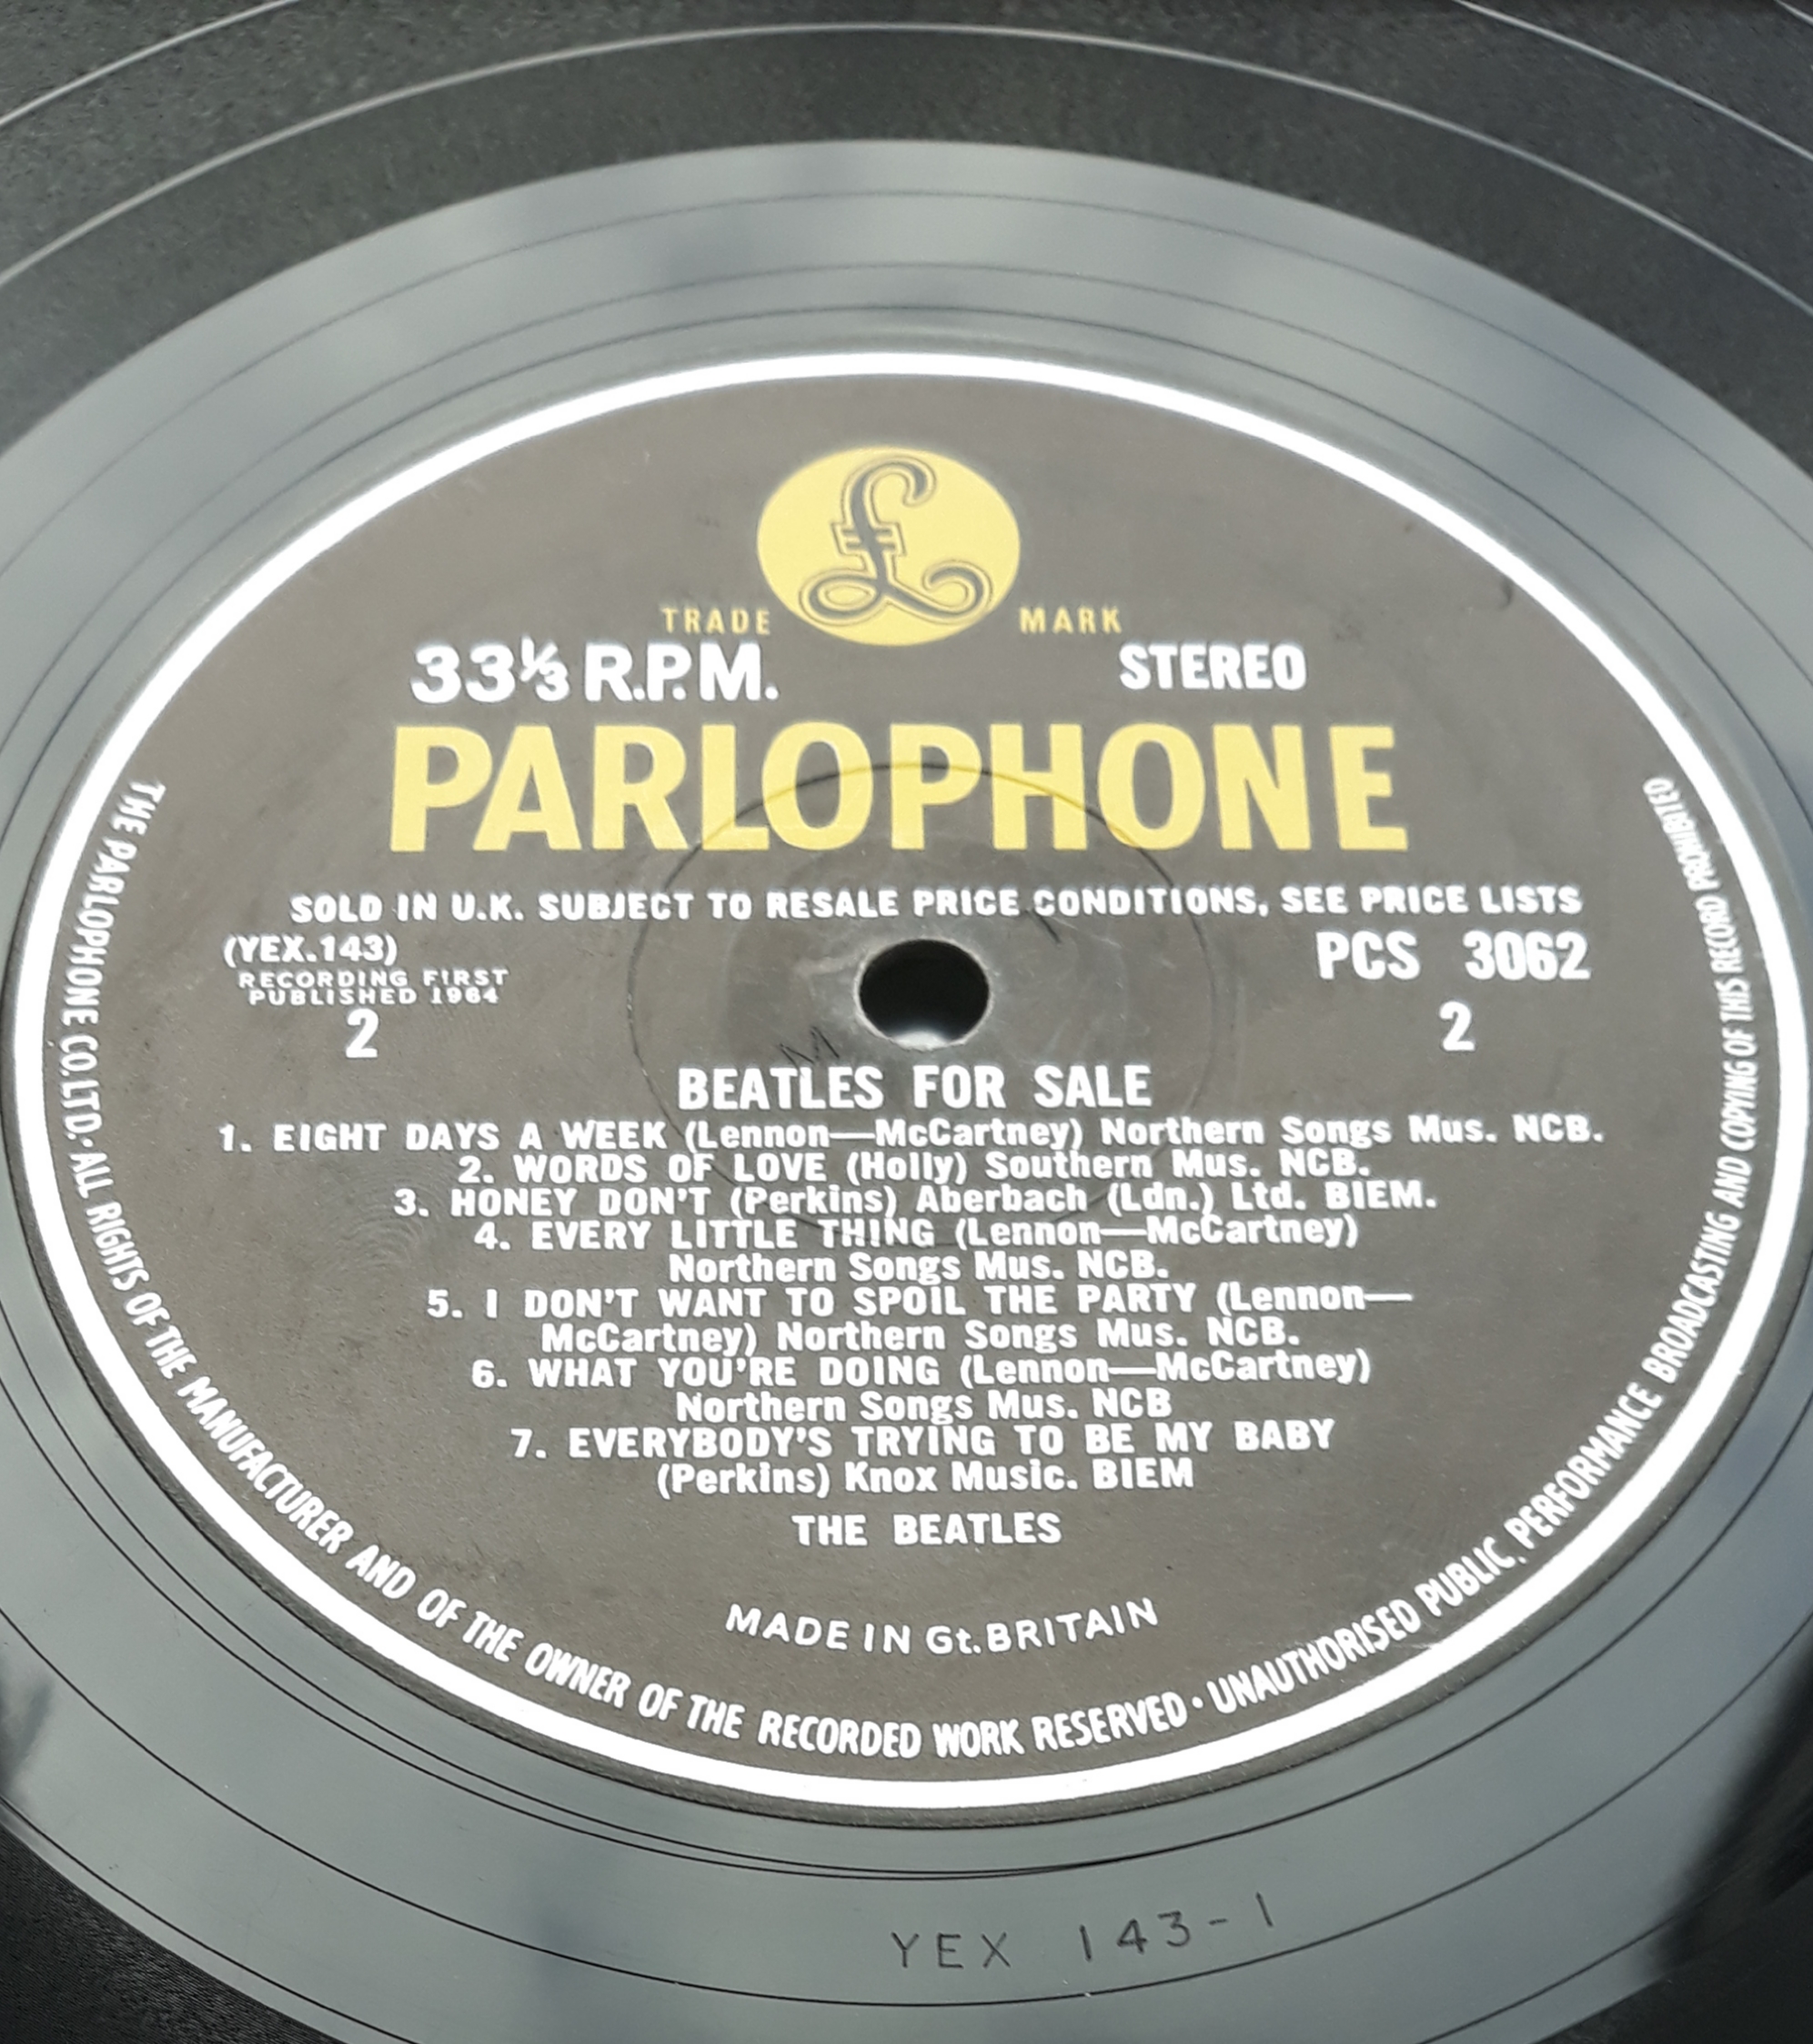 £
TRADE MARK
33⅓ R.P.M. STEREO
PARLOPHONE
SOLD IN U.K. SUBJECT TO RESALE PRICE CONDITIONS, SEE PRICE LISTS
(YEX.143) PCS 3062
RECORDING FIRST
PUBLISHED 1964
2 2
BEATLES FOR SALE
1. EIGHT DAYS A WEEK (Lennon—McCartney) Northern Songs Mus. NCB.
2. WORDS OF LOVE (Holly) Southern Mus. NCB.
3. HONEY DON'T (Perkins) Aberbach (Ldn.) Ltd. BIEM.
4. EVERY LITTLE THING (Lennon—McCartney)
Northern Songs Mus. NCB.
5. I DON'T WANT TO SPOIL THE PARTY (Lennon—
McCartney) Northern Songs Mus. NCB.
6. WHAT YOU'RE DOING (Lennon—McCartney)
Northern Songs Mus. NCB
7. EVERYBODY'S TRYING TO BE MY BABY
(Perkins) Knox Music. BIEM
THE BEATLES
MADE IN Gt. BRITAIN
THE PARLOPHONE CO. LTD. · ALL RIGHTS OF THE MANUFACTURER AND OF THE OWNER OF THE RECORDED WORK RESERVED · UNAUTHORISED PUBLIC, PERFORMANCE BROADCASTING AND COPYING OF THIS RECORD PROHIBITED
YEX 143-1